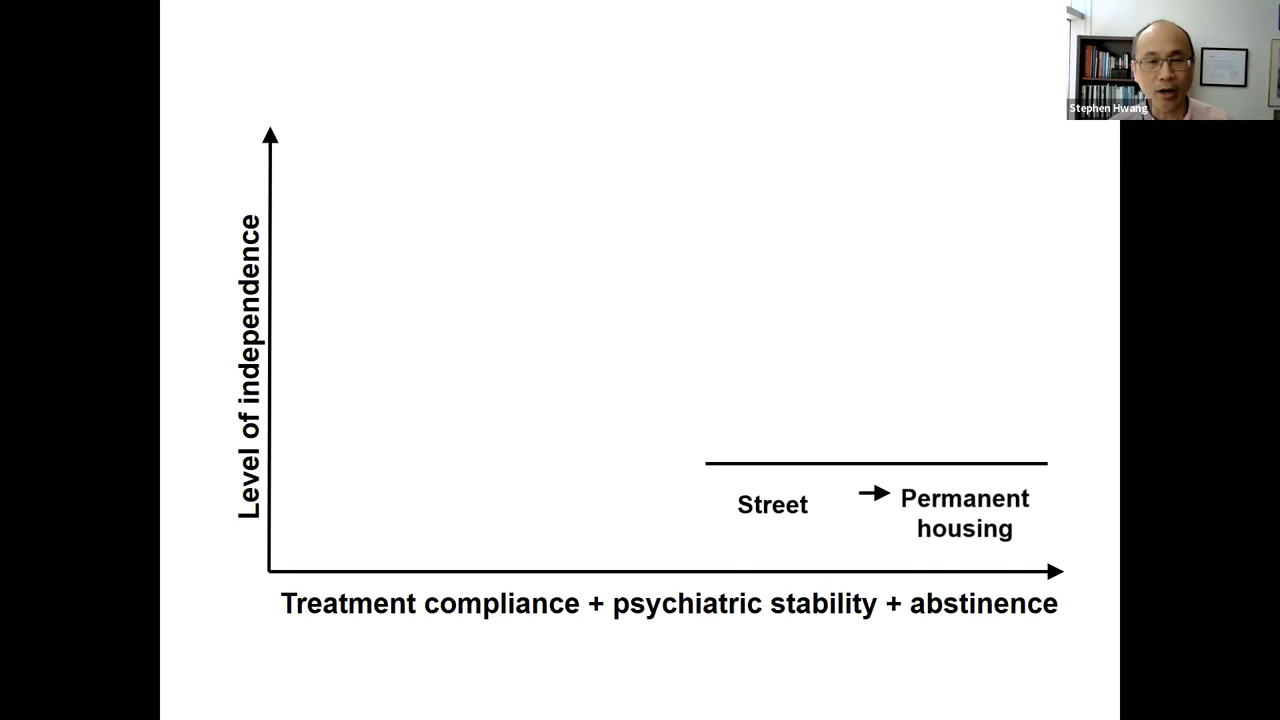 Stephen Hwang
Level of independence
Street
Permanent
housing
Treatment compliance + psychiatric stability + abstinence